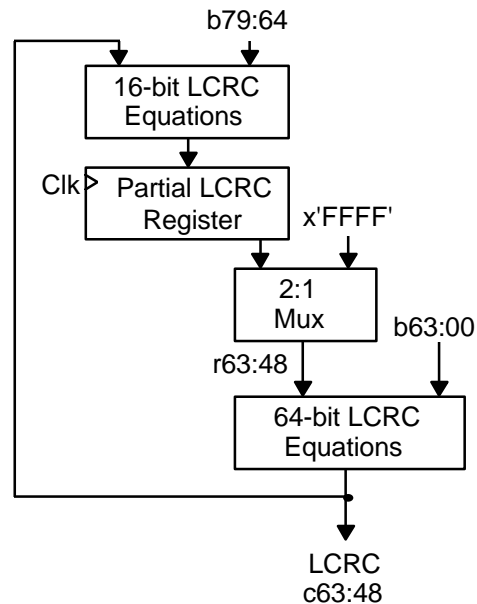 b79:64
16-bit LCRC
Equations
Clk
Partial LCRC
Register
x'FFFF'
2:1
Mux
b63:00
r63:48
64-bit LCRC
Equations
LCRC
c63:48